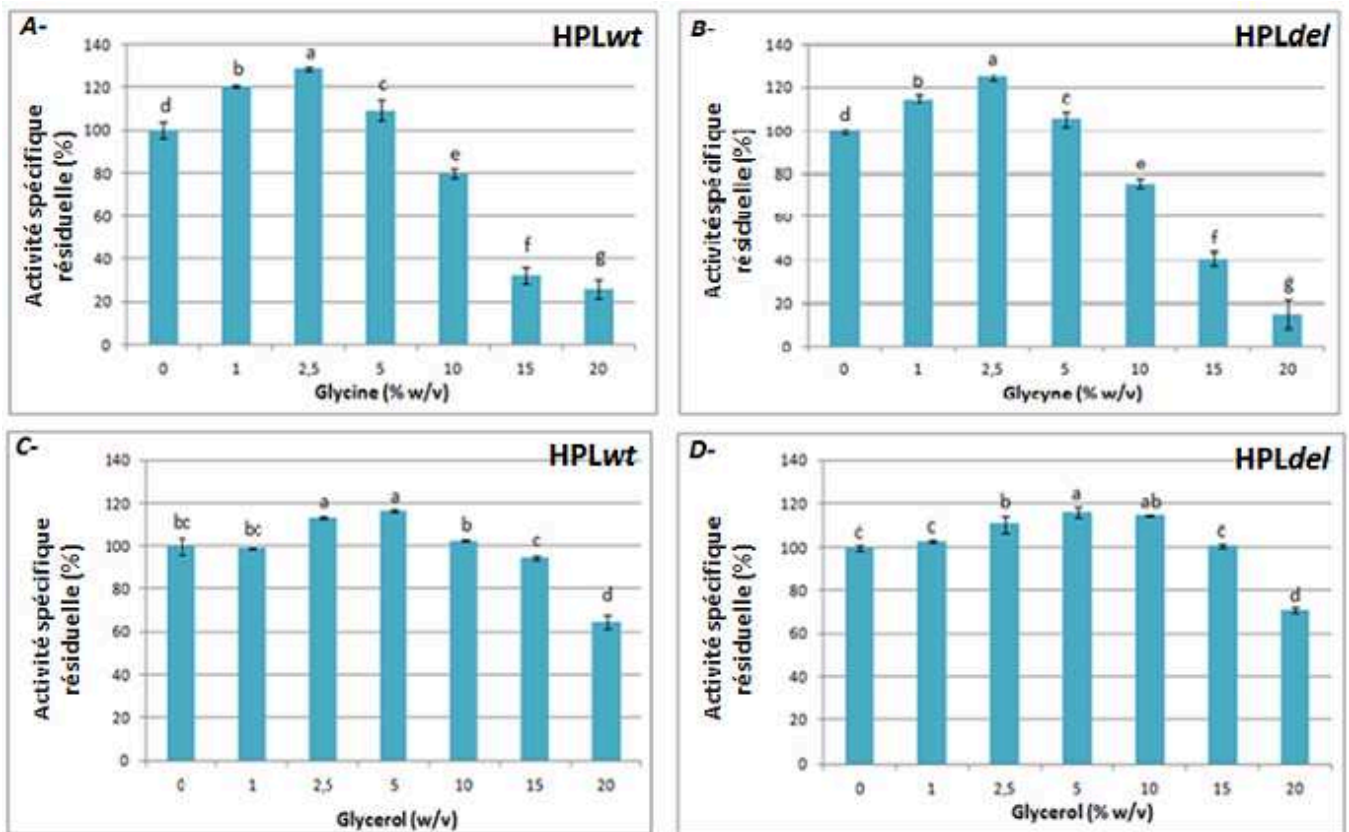 A-
HPLwt
Activité spécifique
résiduelle (%)
140
120
100
80
60
40
20
0
d
b
a
c
e
f
g
0 1 2,5 5 10 15 20
Glycine (% w/v)
B-
HPLdel
Activitéspécifique
résiduelle (%]
140
120
100
80
60
40
20
0
d
b
a
c
e
f
g
0 1 2,5 5 10 15 20
Glycyne (% w/v)
C-
HPLwt
Activité spécifique
résiduelle (%)
140
120
100
80
60
40
20
0
bc
bc
a
a
b
c
d
0 1 2,5 5 10 15 20
Glycerol (w/v)
D-
HPLdel
Activité spécifique
résiduelle (%)
140
120
100
80
60
40
20
0
c
c
b
a
ab
c
d
0 1 2,5 5 10 15 20
Glycerol (% w/v)